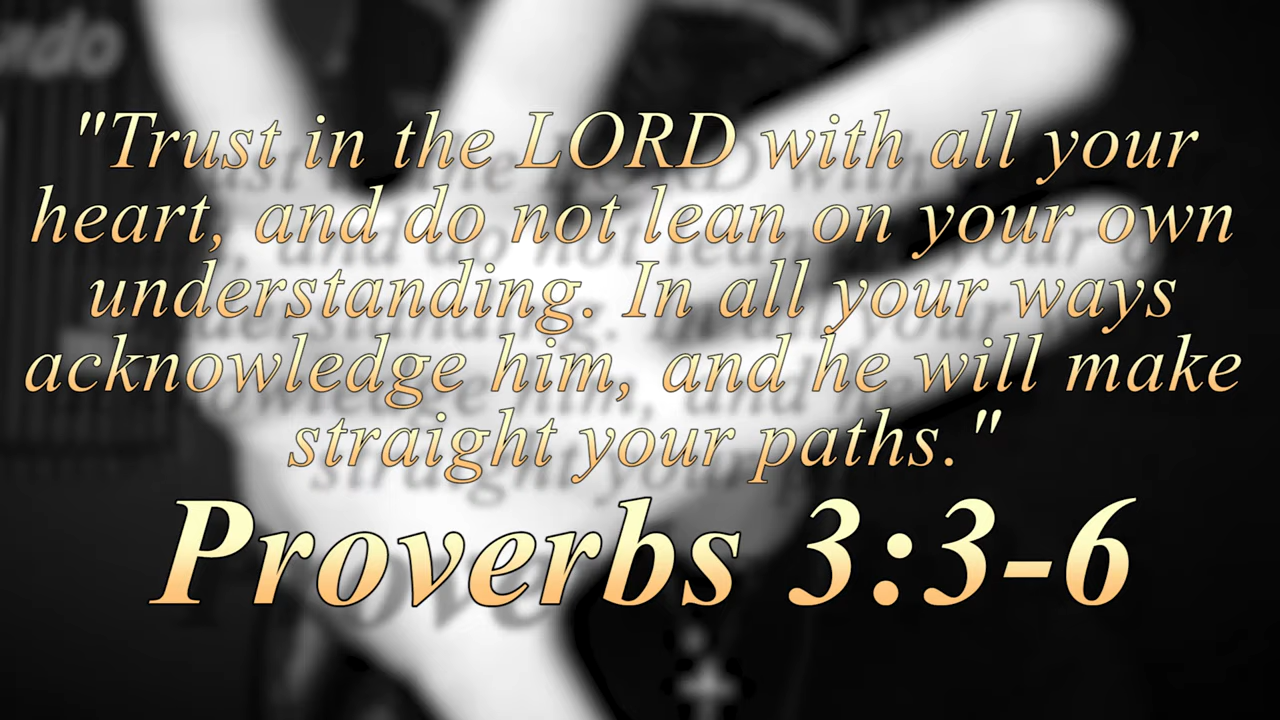 "Trust in the LORD with all your
heart, and do not lean on your own
understanding. In all your ways
acknowledge him, and he will make
straight your paths."
Proverbs 3:3-6